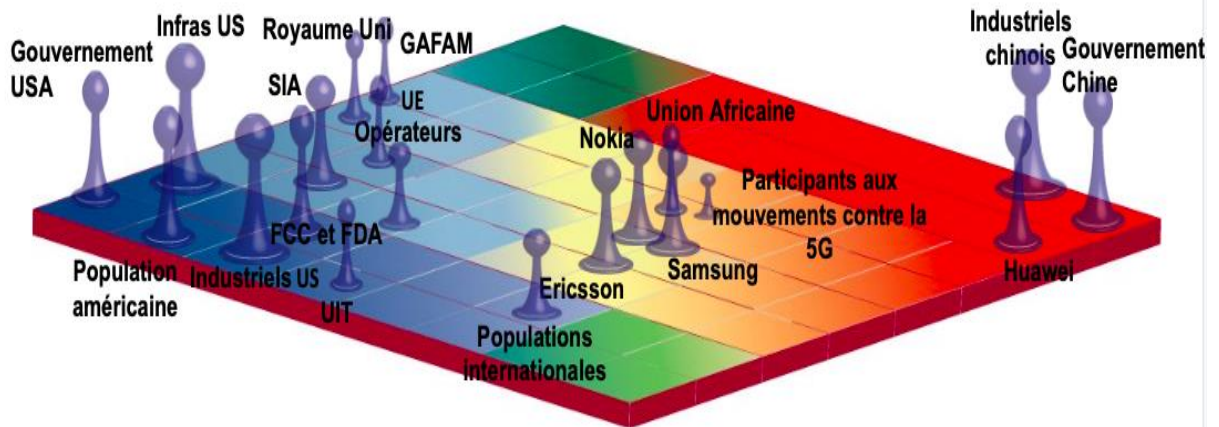 Gouvernement
USA
Infras US
Royaume Uni
GAFAM
SIA
UE
Opérateurs
Industriels
chinois
Gouvernement
Chine
Union Africaine
Nokia
Participants aux
mouvements contre la
5G
FCC et FDA
Population
américaine
Industriels US
UIT
Ericsson
Samsung
Huaweï
Populations
internationales